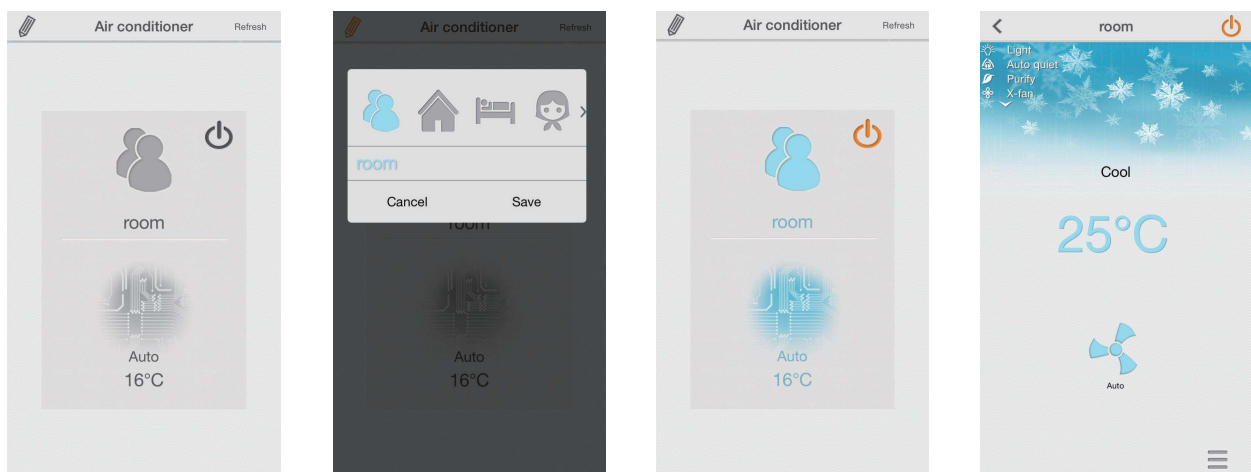 Air conditioner Refresh
room
Auto
16°C
Air conditioner Refresh
room
Cancel Save
room
Auto
16°C
Air conditioner Refresh
room
Auto
16°C
room
Light
Auto quiet
Purify
X-fan
Cool
25°C
Auto